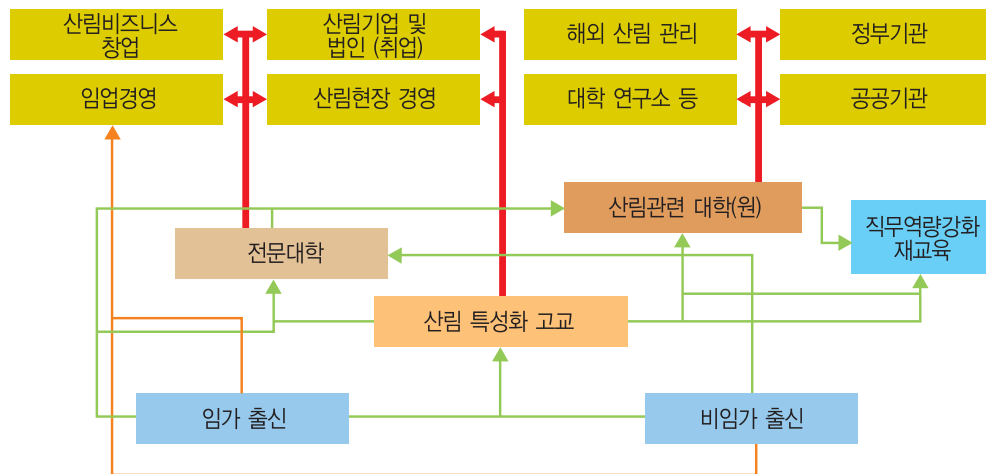 산림비즈니스
창업
산림기업 및
법인 (취업)
해외 산림 관리
정부기관
임업경영
산림현장 경영
대학 연구소 등
공공기관
산림관련 대학(원)
직무역량강화
재교육
전문대학
산림 특성화 고교
임가 출신
비임가 출신